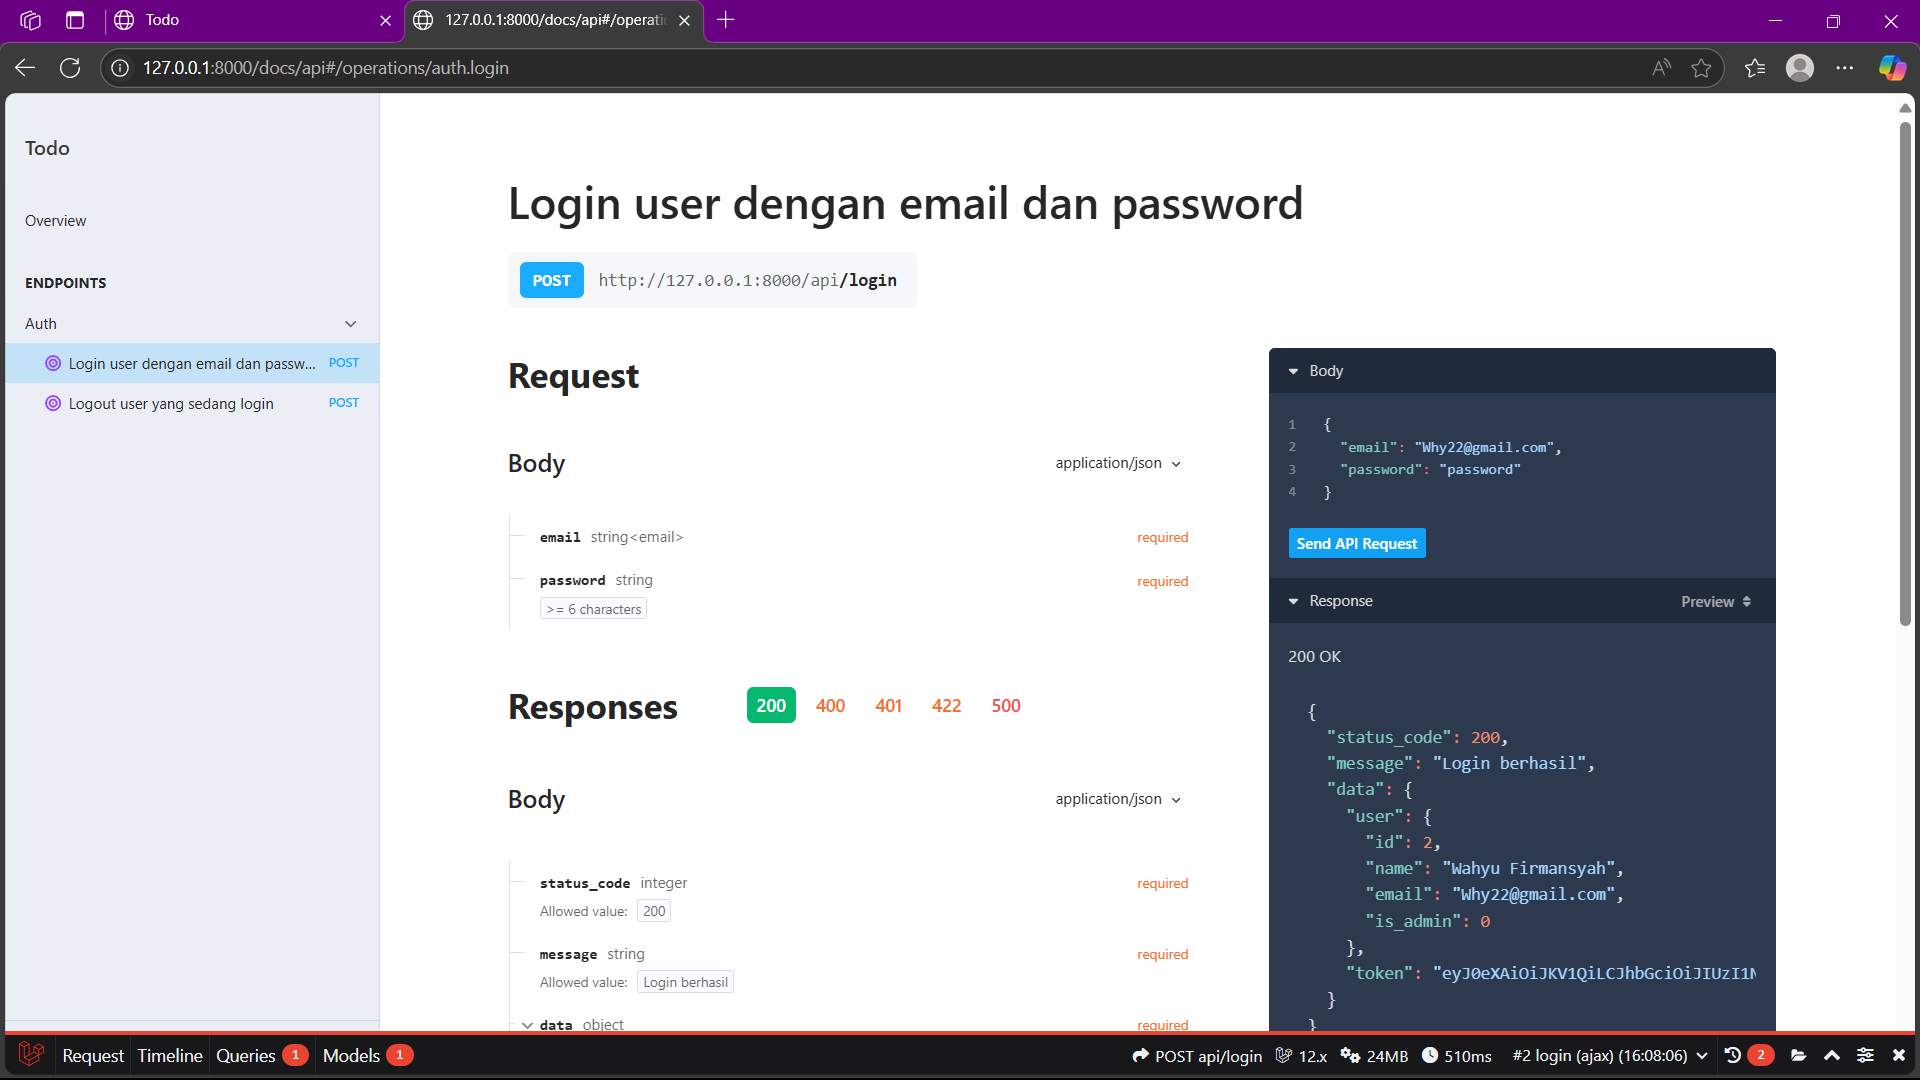 Todo
127.0.0.1:8000/docs/api#/operati
127.0.0.1:8000/docs/api#/operations/auth.login
Todo
Overview
ENDPOINTS
Auth
Login user dengan email dan passw... POST
Logout user yang sedang login POST
Login user dengan email dan password
POST http://127.0.0.1:8000/api/login
Request
Body application/json
email string<email> required
password string required
>= 6 characters
Responses 200 400 401 422 500
Body application/json
status_code integer required
Allowed value: 200
message string required
Allowed value: Login berhasil
data object required
Body
1 {
2 "email": "Why22@gmail.com",
3 "password": "password"
4 }
Send API Request
Response Preview
200 OK
{
"status_code": 200,
"message": "Login berhasil",
"data": {
"user": {
"id": 2,
"name": "Wahyu Firmansyah",
"email": "Why22@gmail.com",
"is_admin": 0
},
"token": "eyJ0eXAiOiJKV1QiLCJhbGciOiJIUzI1N
}
}
Request Timeline Queries 1 Models 1 POST api/login 12.x 24MB 510ms #2 login (ajax) (16:08:06) 2